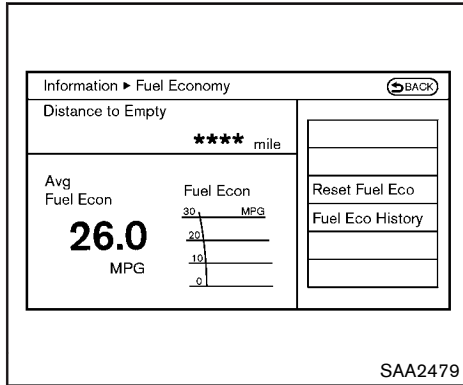 Information ▶ Fuel Economy
BACK
Distance to Empty
**** mile
Avg
Fuel Econ
26.0
MPG
Fuel Econ
30 MPG
20
10
0
Reset Fuel Eco
Fuel Eco History
SAA2479